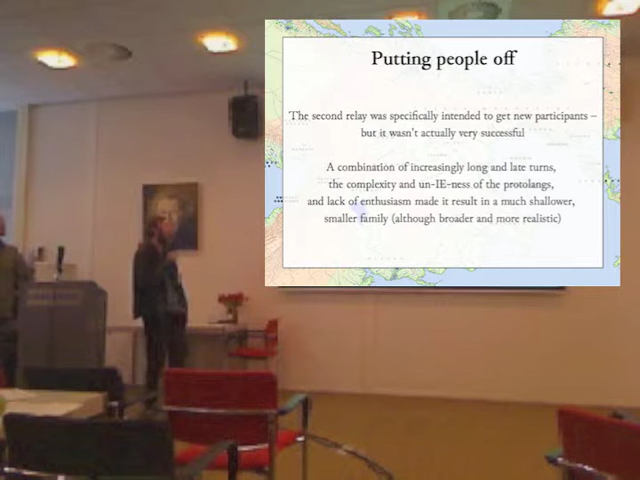 Putting people off
The second relay was specifically intended to get new participants –
but it wasn't actually very successful
A combination of increasingly long and late turns,
the complexity and un-IE-ness of the protolangs,
and lack of enthusiasm made it result in a much shallower,
smaller family (although broader and more realistic)